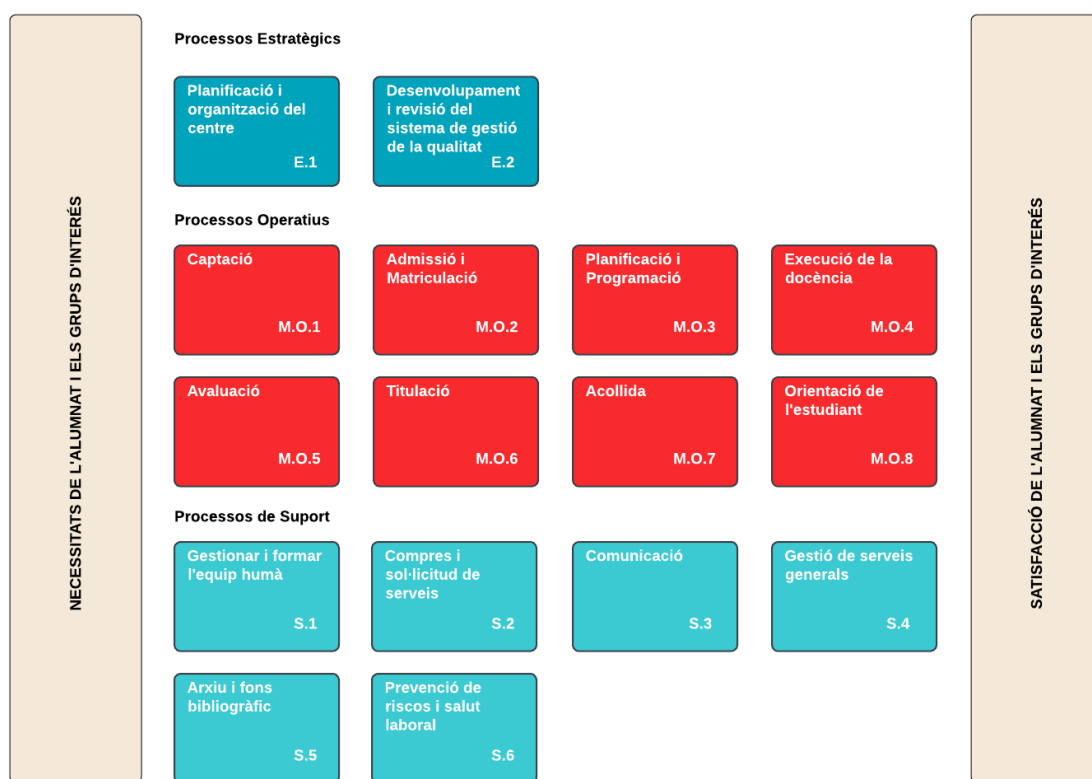 NECESSITATS DE L'ALUMNAT I ELS GRUPS D'INTERÉS
Processos Estratègics
Planificació i
organització del
centre
E.1
Desenvolupament
i revisió del
sistema de gestió
de la qualitat
E.2
Processos Operatius
Captació
M.O.1
Admissió i
Matriculació
M.O.2
Planificació i
Programació
M.O.3
Execució de la
docència
M.O.4
Avaluació
M.O.5
Titulació
M.O.6
Acollida
M.O.7
Orientació de
l'estudiant
M.O.8
Processos de Suport
Gestionar i formar
l'equip humà
S.1
Compres i
sol·licitud de
serveis
S.2
Comunicació
S.3
Gestió de serveis
generals
S.4
Arxiu i fons
bibliogràfic
S.5
Prevenció de
riscos i salut
laboral
S.6
SATISFACCIÓ DE L'ALUMNAT I ELS GRUPS D'INTERÉS